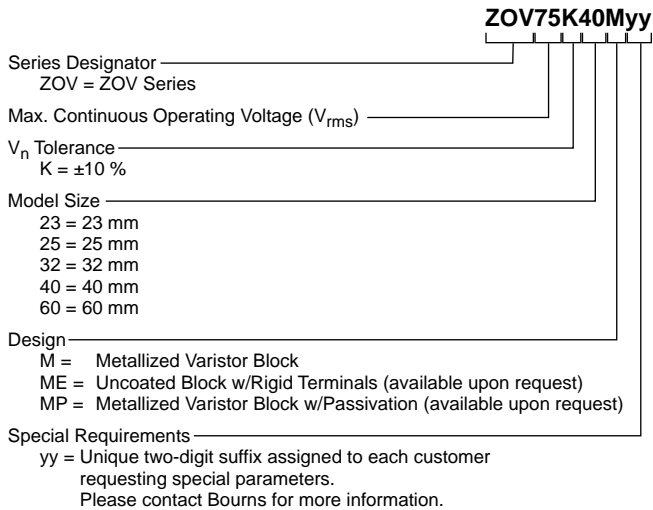 ZOV75K40Myy
Series Designator
ZOV = ZOV Series
Max. Continuous Operating Voltage (Vrms)
Vn Tolerance
K = ±10 %
Model Size
23 = 23 mm
25 = 25 mm
32 = 32 mm
40 = 40 mm
60 = 60 mm
Design
M = Metallized Varistor Block
ME = Uncoated Block w/Rigid Terminals (available upon request)
MP = Metallized Varistor Block w/Passivation (available upon request)
Special Requirements
yy = Unique two-digit suffix assigned to each customer
requesting special parameters.
Please contact Bourns for more information.